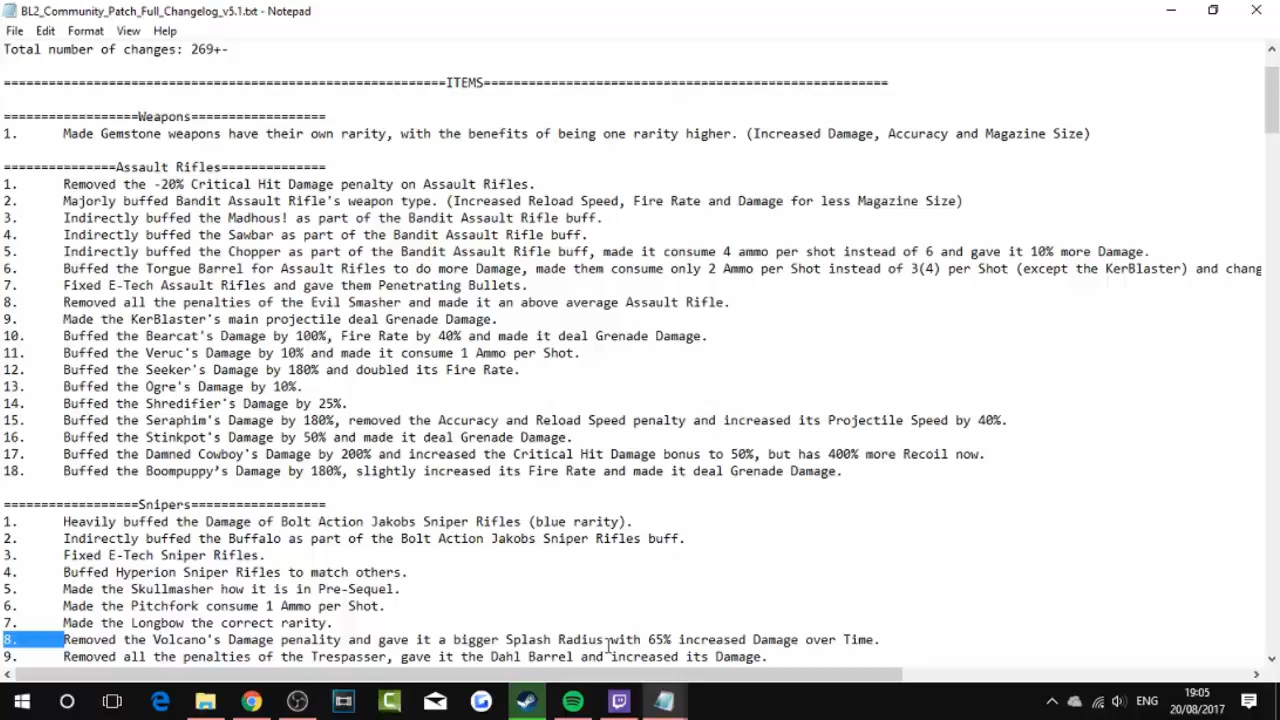 BL2_Community_Patch_Full_Changelog_v5.1.txt - Notepad
File Edit Format View Help
Total number of changes: 269+-
===========================================================ITEMS======================================================
==================Weapons==================
1. Made Gemstone weapons have their own rarity, with the benefits of being one rarity higher. (Increased Damage, Accuracy and Magazine Size)
===============Assault Rifles==============
1. Removed the -20% Critical Hit Damage penalty on Assault Rifles.
2. Majorly buffed Bandit Assault Rifle's weapon type. (Increased Reload Speed, Fire Rate and Damage for less Magazine Size)
3. Indirectly buffed the Madhous! as part of the Bandit Assault Rifle buff.
4. Indirectly buffed the Sawbar as part of the Bandit Assault Rifle buff.
5. Indirectly buffed the Chopper as part of the Bandit Assault Rifle buff, made it consume 4 ammo per shot instead of 6 and gave it 10% more Damage.
6. Buffed the Torgue Barrel for Assault Rifles to do more Damage, made them consume only 2 Ammo per Shot instead of 3(4) per Shot (except the KerBlaster) and chang
7. Fixed E-Tech Assault Rifles and gave them Penetrating Bullets.
8. Removed all the penalties of the Evil Smasher and made it an above average Assault Rifle.
9. Made the KerBlaster's main projectile deal Grenade Damage.
10. Buffed the Bearcat's Damage by 100%, Fire Rate by 40% and made it deal Grenade Damage.
11. Buffed the Veruc's Damage by 10% and made it consume 1 Ammo per Shot.
12. Buffed the Seeker's Damage by 180% and doubled its Fire Rate.
13. Buffed the Ogre's Damage by 10%.
14. Buffed the Shredifier's Damage by 25%.
15. Buffed the Seraphim's Damage by 180%, removed the Accuracy and Reload Speed penalty and increased its Projectile Speed by 40%.
16. Buffed the Stinkpot's Damage by 50% and made it deal Grenade Damage.
17. Buffed the Damned Cowboy's Damage by 200% and increased the Critical Hit Damage bonus to 50%, but has 400% more Recoil now.
18. Buffed the Boompuppy's Damage by 180%, slightly increased its Fire Rate and made it deal Grenade Damage.
==================Snipers==================
1. Heavily buffed the Damage of Bolt Action Jakobs Sniper Rifles (blue rarity).
2. Indirectly buffed the Buffalo as part of the Bolt Action Jakobs Sniper Rifles buff.
3. Fixed E-Tech Sniper Rifles.
4. Buffed Hyperion Sniper Rifles to match others.
5. Made the Skullmasher how it is in Pre-Sequel.
6. Made the Pitchfork consume 1 Ammo per Shot.
7. Made the Longbow the correct rarity.
8. Removed the Volcano's Damage penality and gave it a bigger Splash Radius with 65% increased Damage over Time.
9. Removed all the penalties of the Trespasser, gave it the Dahl Barrel and increased its Damage.
ENG
19:05
20/08/2017